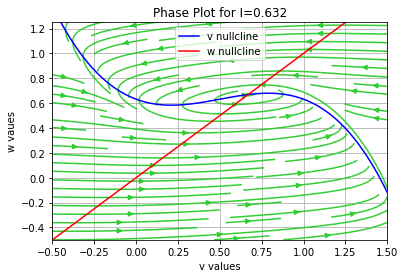 Phase Plot for I=0.632
v nullcline
w nullcline
w values
1.2
1.0
0.8
0.6
0.4
0.2
0.0
−0.2
−0.4
−0.50 −0.25 0.00 0.25 0.50 0.75 1.00 1.25 1.50
v values